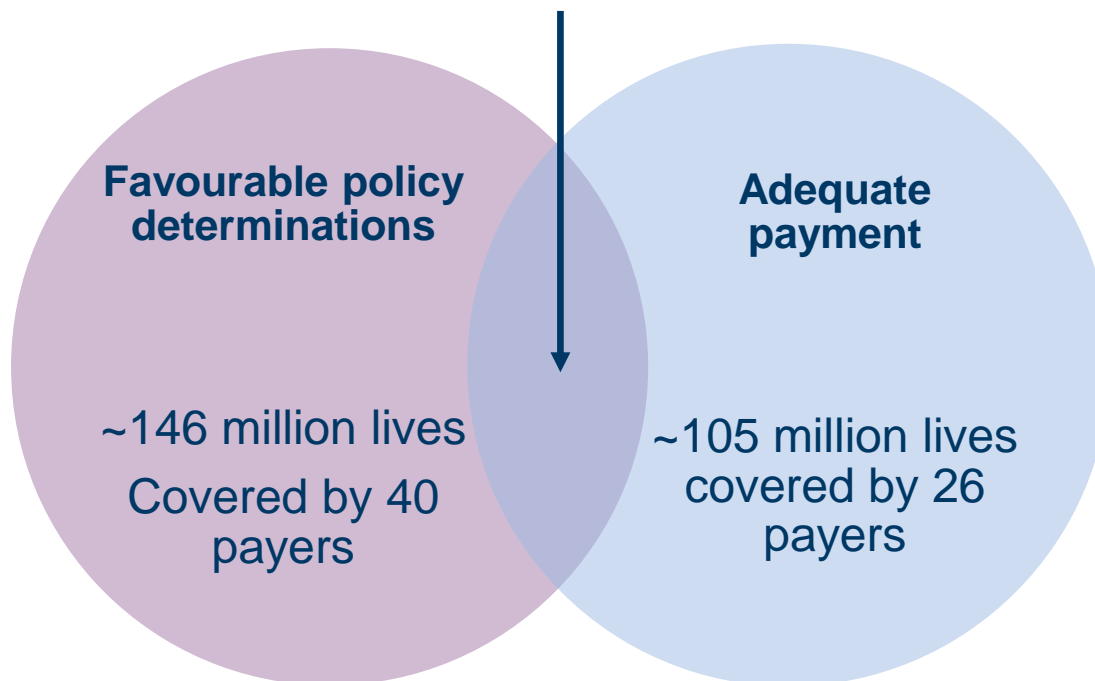 Favourable policy
determinations
~146 million lives
Covered by 40
payers
Adequate
payment
~105 million lives
covered by 26
payers